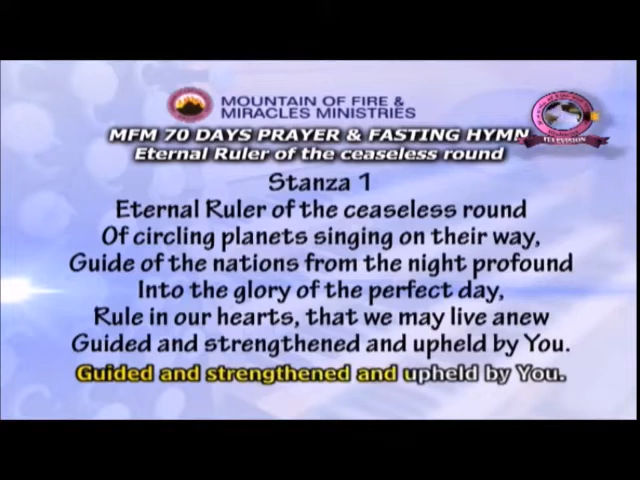 MOUNTAIN OF FIRE &
MIRACLES MINISTRIES
MFM 70 DAYS PRAYER & FASTING HYMN
TELEVISION
Eternal Ruler of the ceaseless round
Stanza 1
Eternal Ruler of the ceaseless round
Of circling planets singing on their way,
Guide of the nations from the night profound
Into the glory of the perfect day,
Rule in our hearts, that we may live anew
Guided and strengthened and upheld by You.
Guided and strengthened and upheld by You.